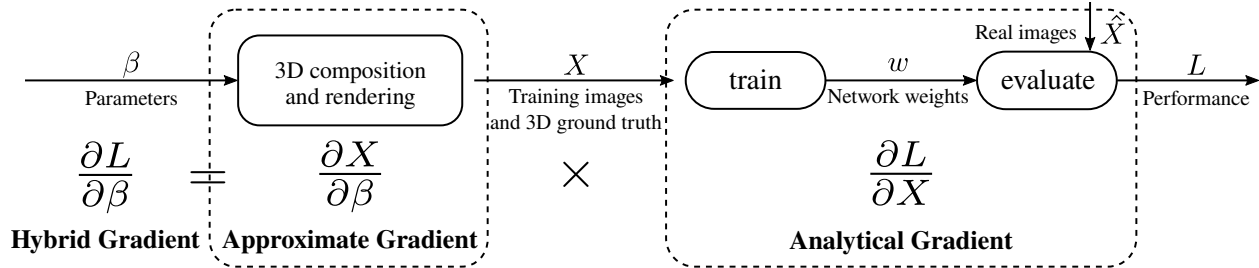 β
Parameters
3D composition
and rendering
X
Training images
and 3D ground truth
train
w
Network weights
Real images X̂
evaluate
L
Performance
∂L/∂β = ∂X/∂β × ∂L/∂X
Hybrid Gradient Approximate Gradient Analytical Gradient